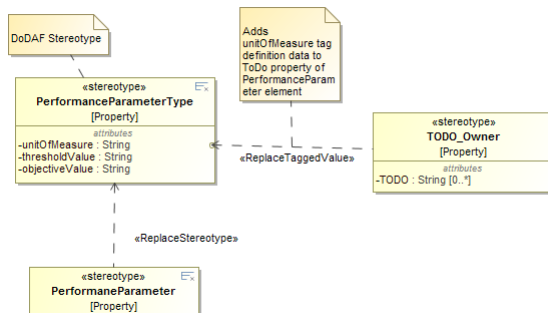 DoDAF Stereotype
Adds
unitOfMeasure tag
definition data to
ToDo property of
PerformanceParam
eter element
«stereotype»
PerformanceParameterType
[Property]
attributes
-unitOfMeasure : String
-thresholdValue : String
-objectiveValue : String
«ReplaceTaggedValue»
«stereotype»
TODO_Owner
[Property]
attributes
-TODO : String [0..*]
«ReplaceStereotype»
«stereotype»
PerformaneParameter
[Property]